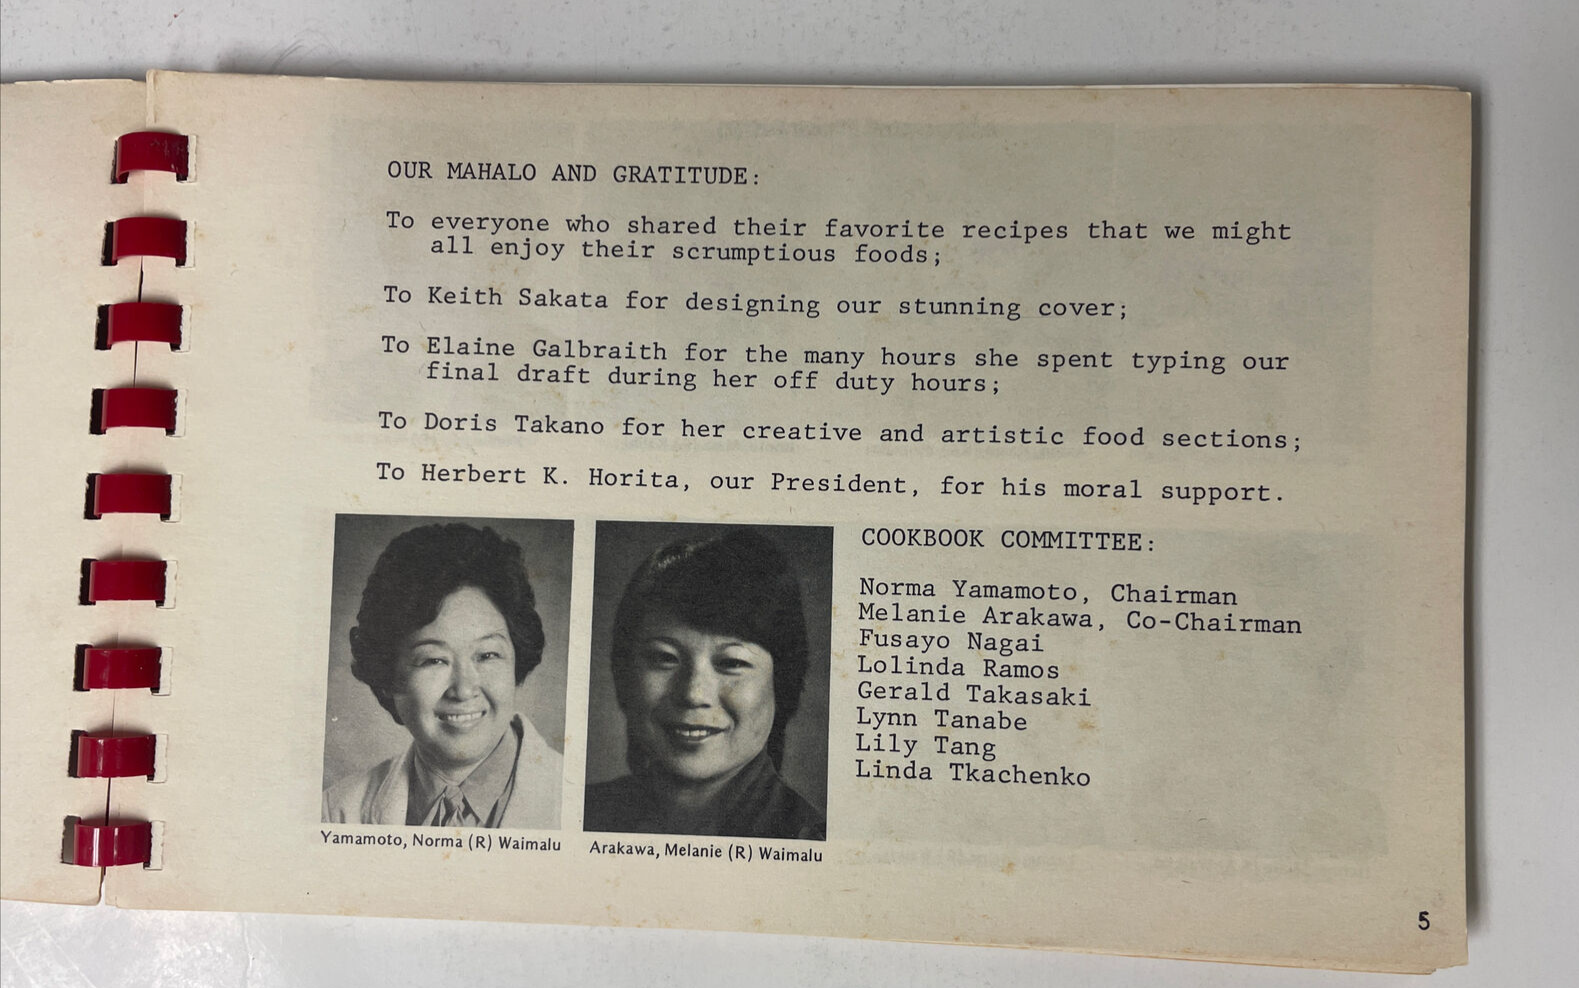 OUR MAHALO AND GRATITUDE:
To everyone who shared their favorite recipes that we might
all enjoy their scrumptious foods;
To Keith Sakata for designing our stunning cover;
To Elaine Galbraith for the many hours she spent typing our
final draft during her off duty hours;
To Doris Takano for her creative and artistic food sections;
To Herbert K. Horita, our President, for his moral support.
COOKBOOK COMMITTEE:
Norma Yamamoto, Chairman
Melanie Arakawa, Co-Chairman
Fusayo Nagai
Lolinda Ramos
Gerald Takasaki
Lynn Tanabe
Lily Tang
Linda Tkachenko
Yamamoto, Norma (R) Waimalu
Arakawa, Melanie (R) Waimalu
5